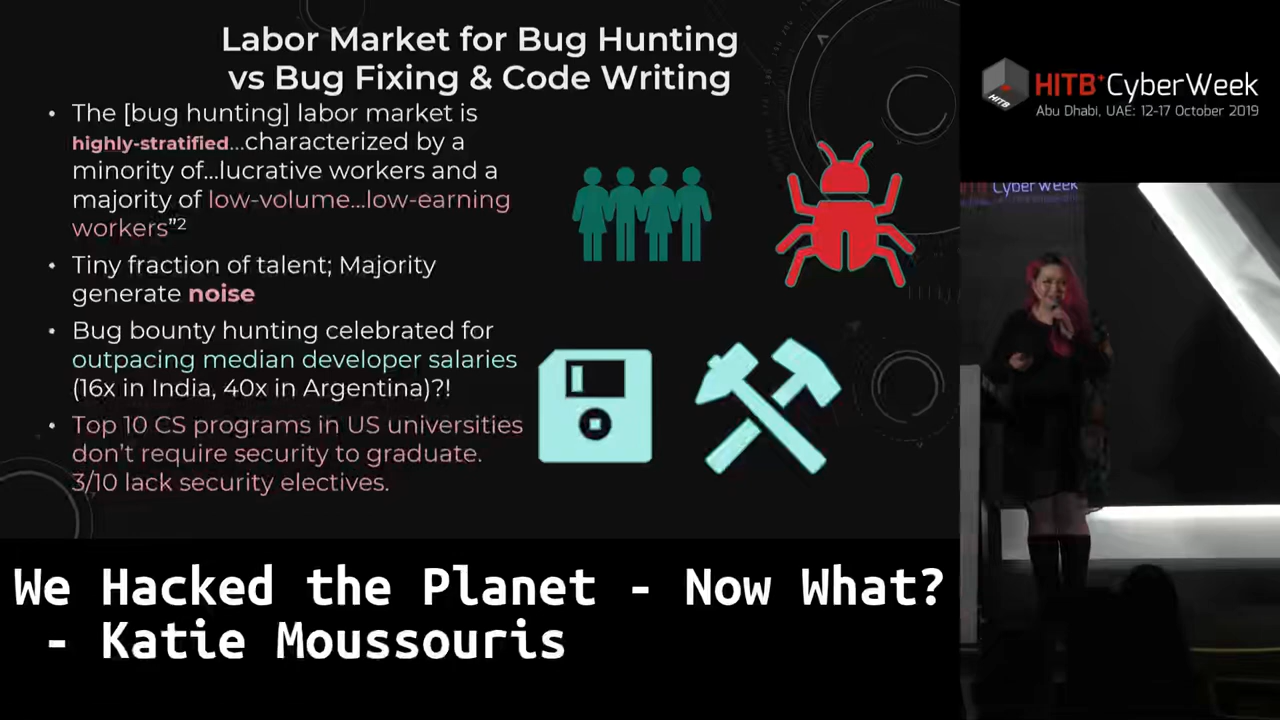 Labor Market for Bug Hunting
vs Bug Fixing & Code Writing
• The [bug hunting] labor market is
highly-stratified...characterized by a
minority of...lucrative workers and a
majority of low-volume...low-earning
workers”²
• Tiny fraction of talent; Majority
generate noise
• Bug bounty hunting celebrated for
outpacing median developer salaries
(16x in India, 40x in Argentina)?!
• Top 10 CS programs in US universities
don’t require security to graduate.
3/10 lack security electives.
HITB+CyberWeek
Abu Dhabi, UAE: 12-17 October 2019
HITB
CyberWeek
We Hacked the Planet - Now What?
- Katie Moussouris